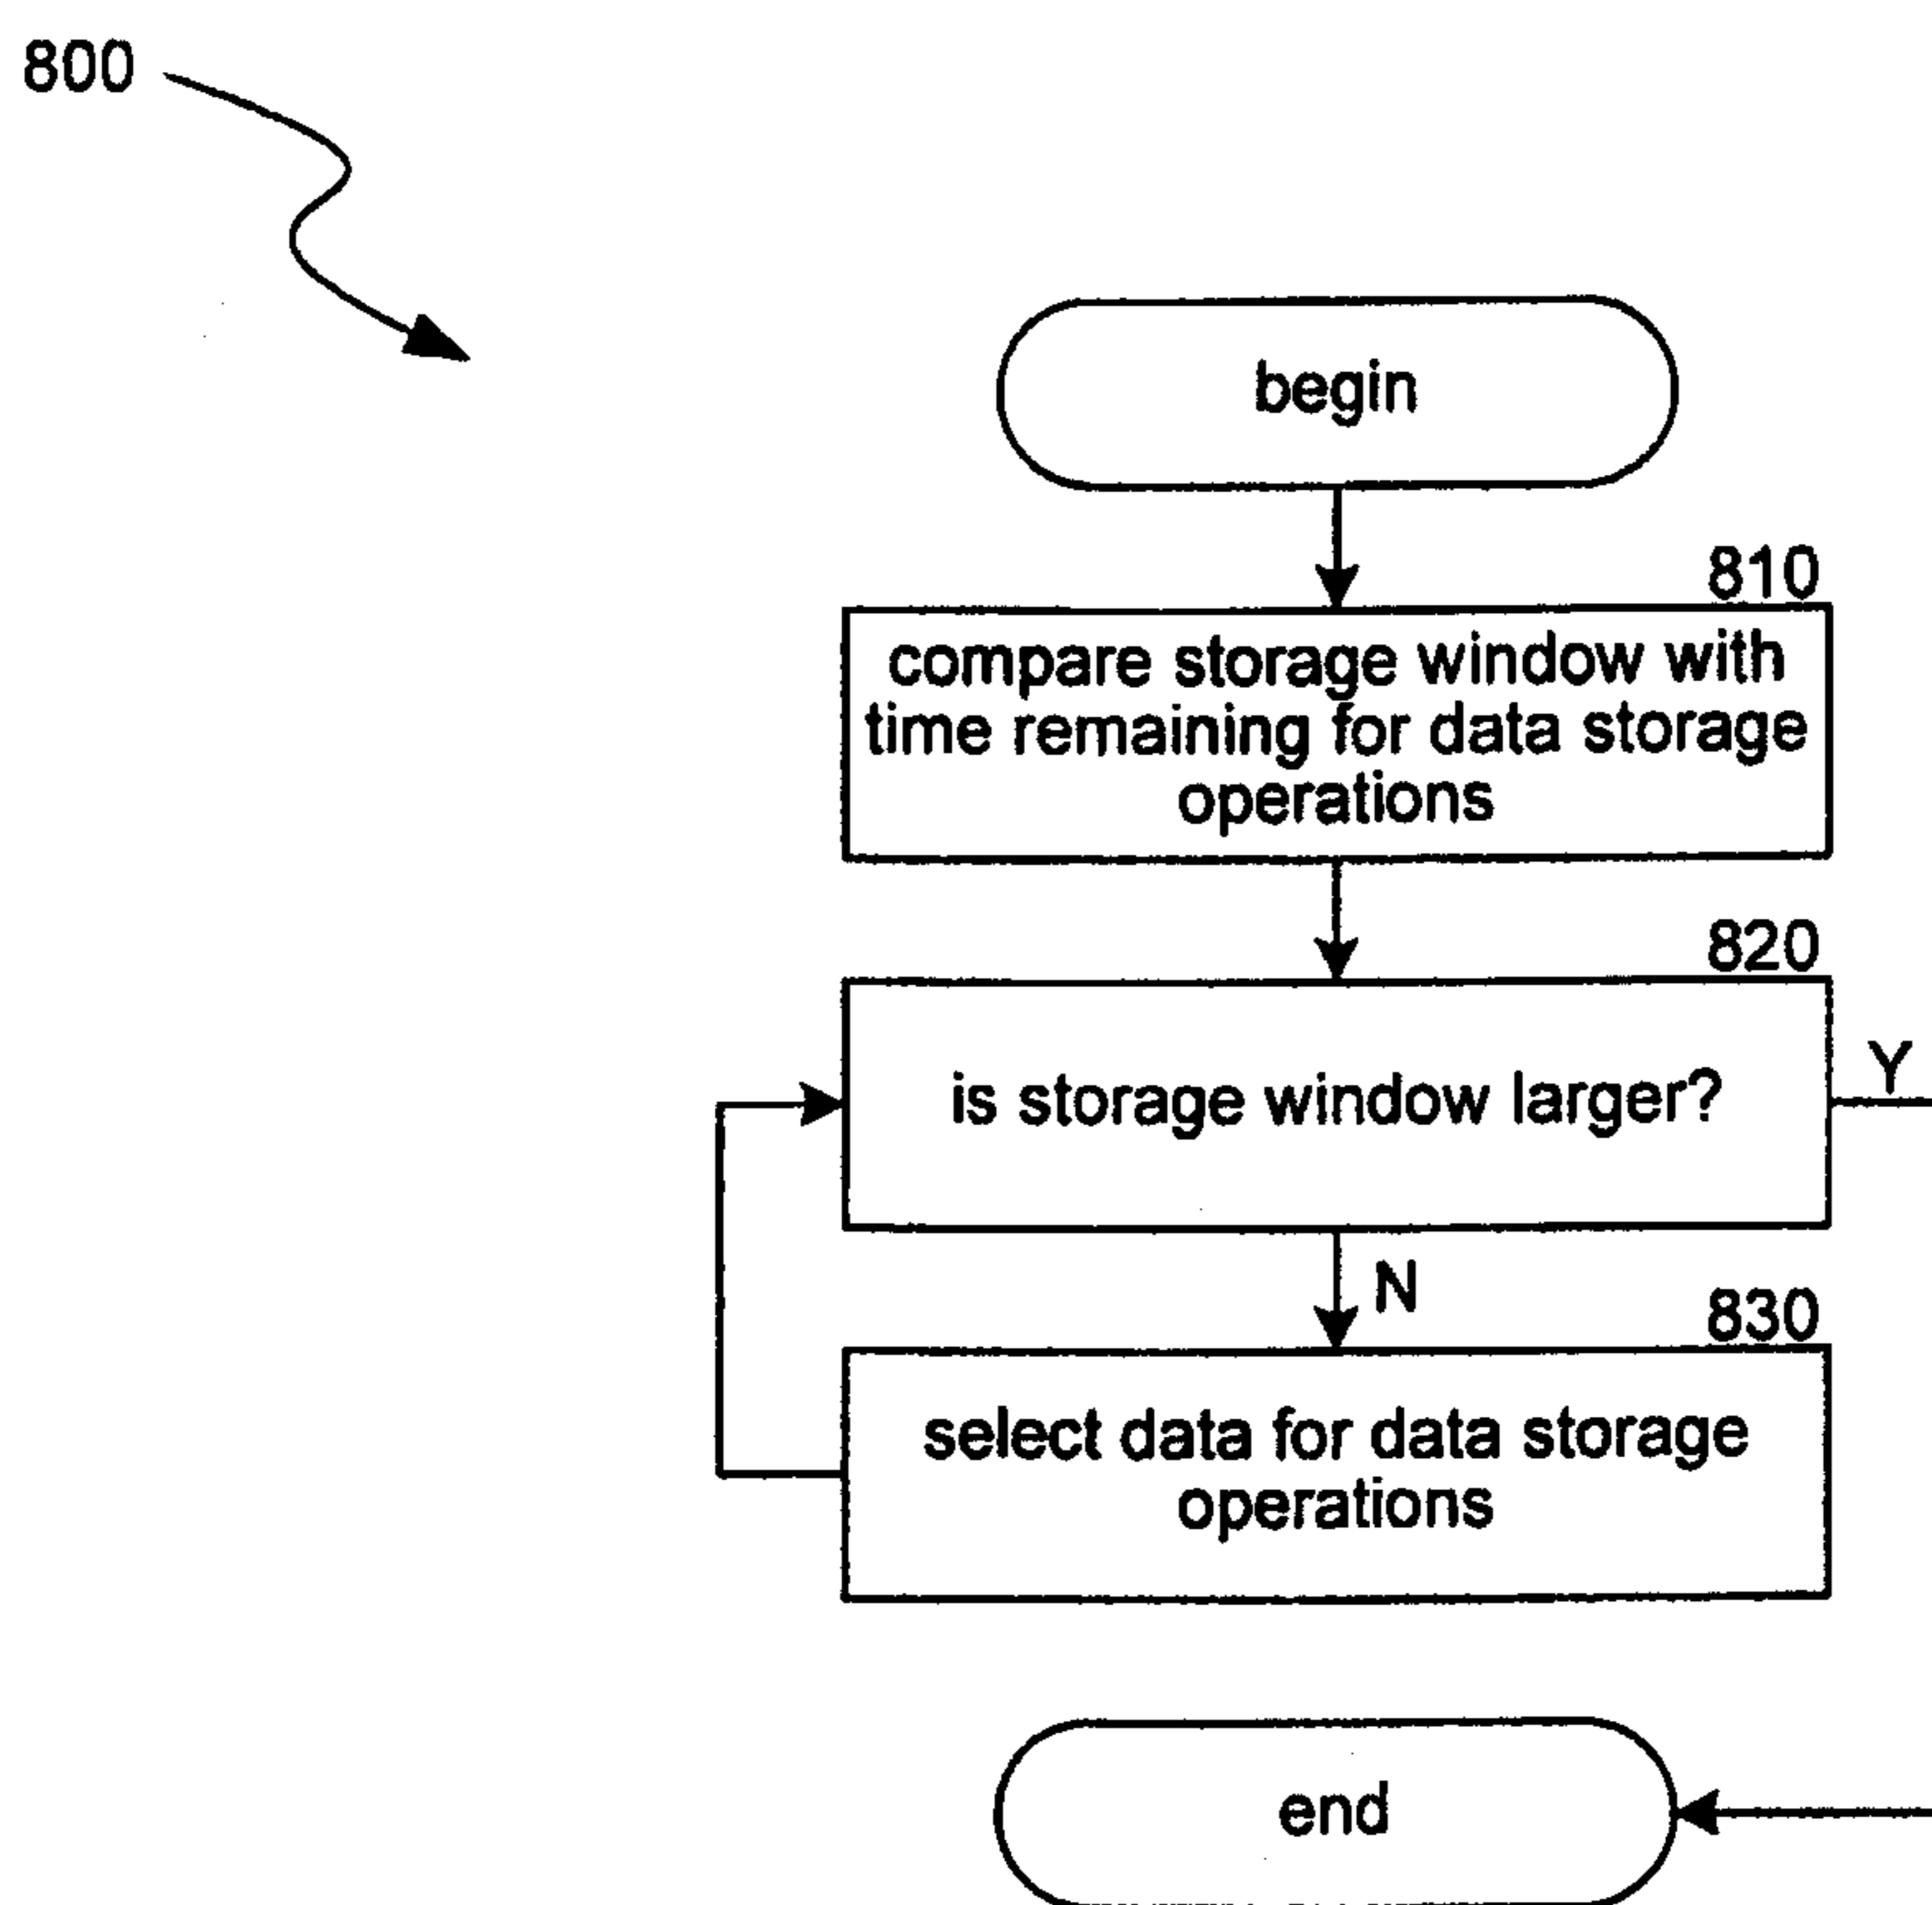 800
begin
810
compare storage window with
time remaining for data storage
operations
820
is storage window larger?
Y
N
830
select data for data storage
operations
end